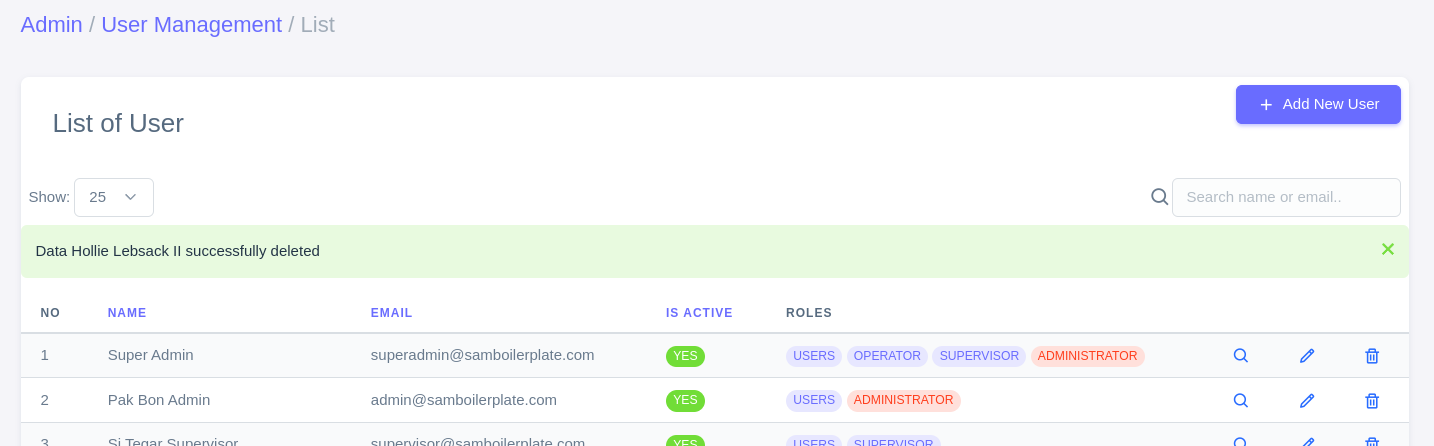 Admin / User Management / List
Add New User
List of User
Show: 25
Search name or email..
Data Hollie Lebsack II successfully deleted
NO NAME EMAIL IS ACTIVE ROLES
1 Super Admin superadmin@samboilerplate.com YES USERS OPERATOR SUPERVISOR ADMINISTRATOR
2 Pak Bon Admin admin@samboilerplate.com YES USERS ADMINISTRATOR
3 Si Tegar Supervisor supervisor@samboilerplate.com YES USERS SUPERVISOR